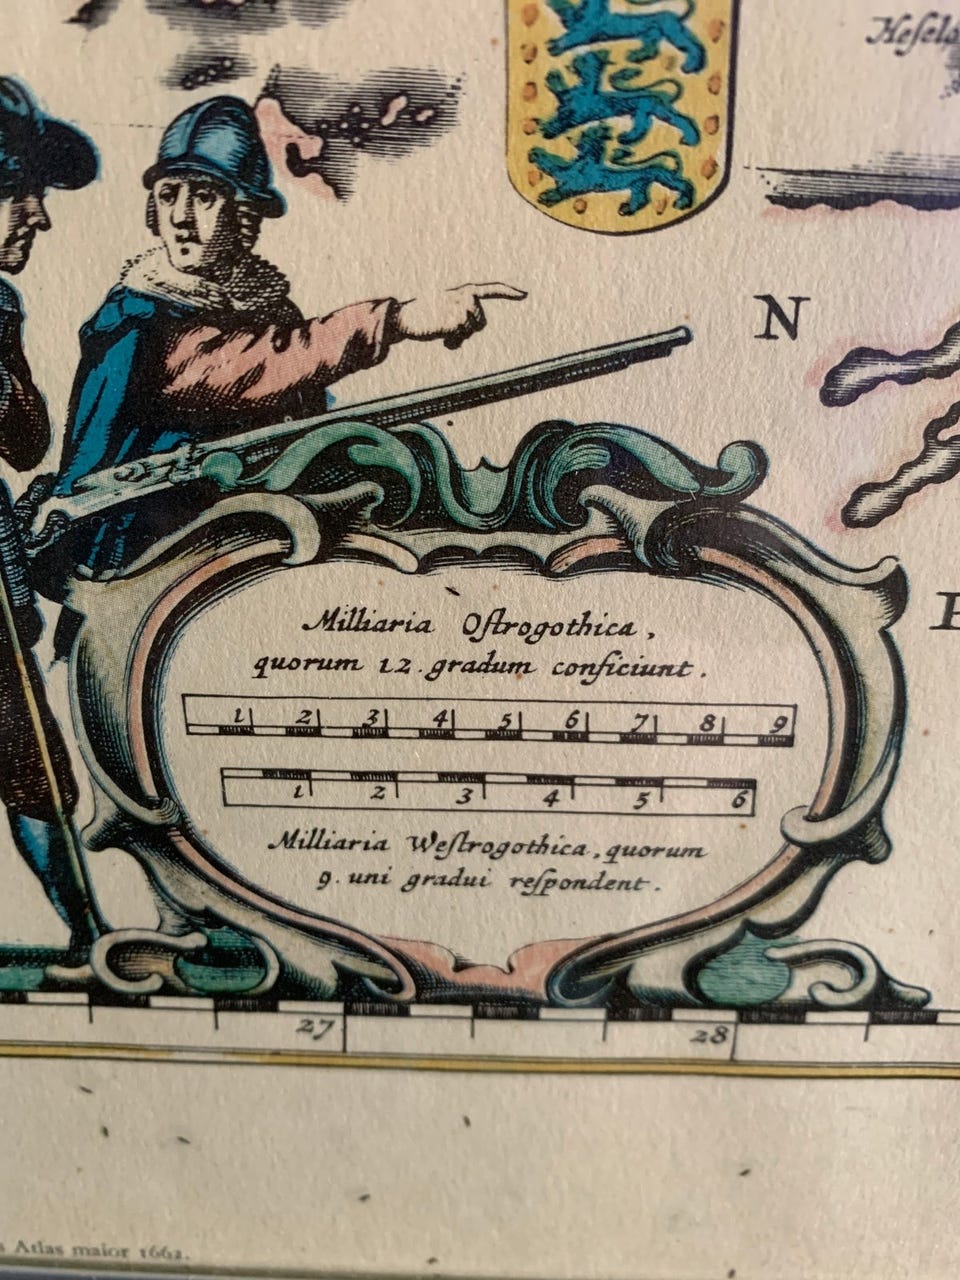 Heſel
N
Milliaria Oſtrogothica,
quorum 12. gradum conficiunt.
1 2 3 4 5 6 7 8 9
1 2 3 4 5 6
Milliaria Weſtrogothica, quorum
9. uni gradui reſpondent.
27 28
Atlas maior 1662.